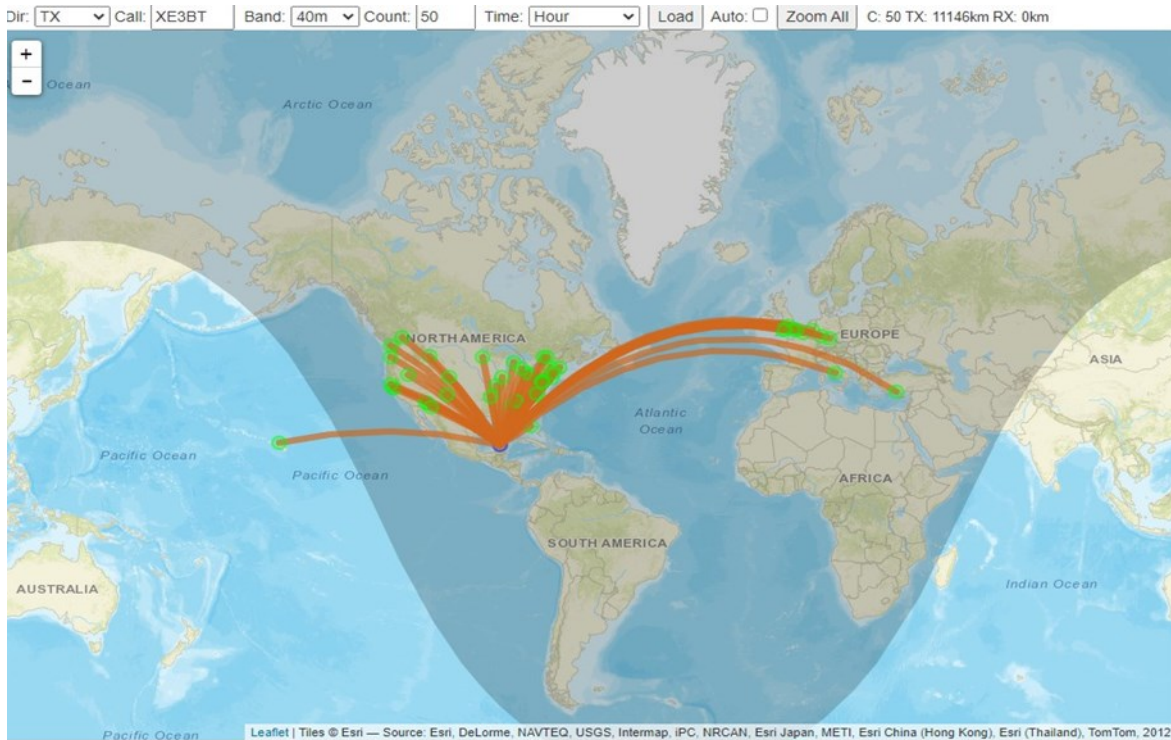 Dir: TX Call: XE3BT Band: 40m Count: 50 Time: Hour Load Auto: Zoom All C: 50 TX: 11146km RX: 0km
+
-
Ocean
Arctic Ocean
NORTH AMERICA
EUROPE
ASIA
Atlantic
Ocean
Pacific Ocean
Pacific Ocean
AFRICA
SOUTH AMERICA
AUSTRALIA
Indian Ocean
Pacific Ocean
Leaflet | Tiles © Esri — Source: Esri, DeLorme, NAVTEQ, USGS, Intermap, iPC, NRCAN, Esri Japan, METI, Esri China (Hong Kong), Esri (Thailand), TomTom, 2012